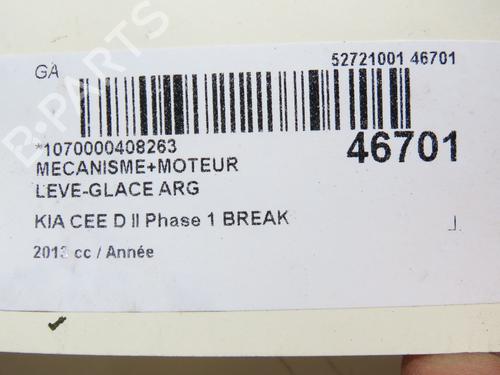 GA
52721001 46701
*1070000408263
46701
MECANISME+MOTEUR
LEVE-GLACE ARG
KIA CEE D II Phase 1 BREAK
2013 cc / Année
B-PARTS